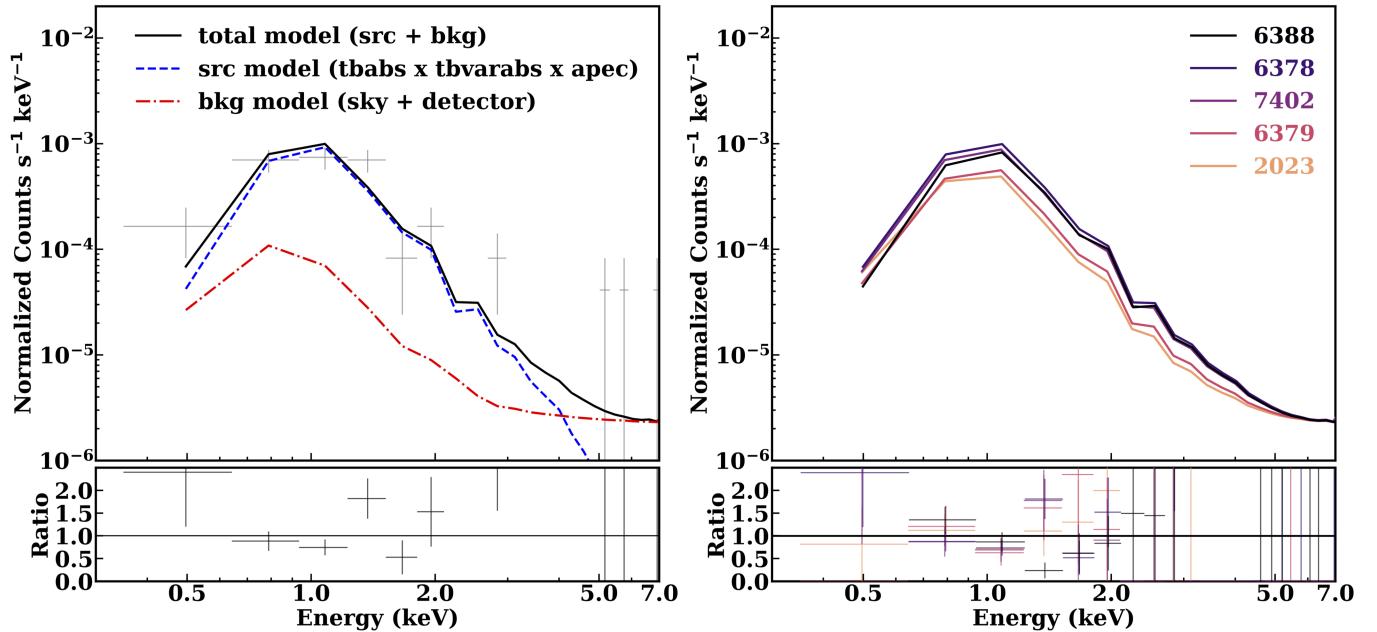 total model (src + bkg)
src model (tbabs x tbvarabs x apec)
bkg model (sky + detector)
10⁻²
10⁻³
10⁻⁴
10⁻⁵
10⁻⁶
Normalized Counts s⁻¹ keV⁻¹
2.0
1.5
1.0
0.5
0.0
Ratio
0.5 1.0 5.0 7.0
Energy (keV)
6388
6378
7402
6379
2023
10⁻²
10⁻³
10⁻⁴
10⁻⁵
10⁻⁶
Normalized Counts s⁻¹ keV⁻¹
2.0
1.5
1.0
0.5
0.0
Ratio
0.5 1.0 5.0 7.0
Energy (keV)